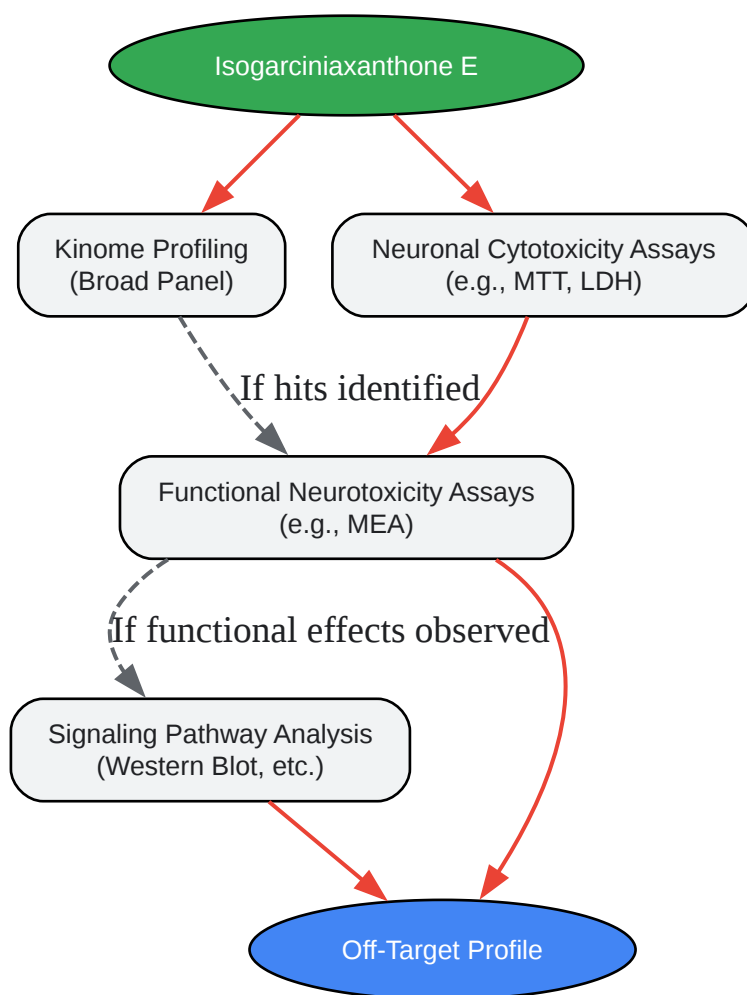 Isogarciniaxanthone E
Kinome Profiling
(Broad Panel)
Neuronal Cytotoxicity Assays
(e.g., MTT, LDH)
If hits identified
Functional Neurotoxicity Assays
(e.g., MEA)
If functional effects observed
Signaling Pathway Analysis
(Western Blot, etc.)
Off-Target Profile